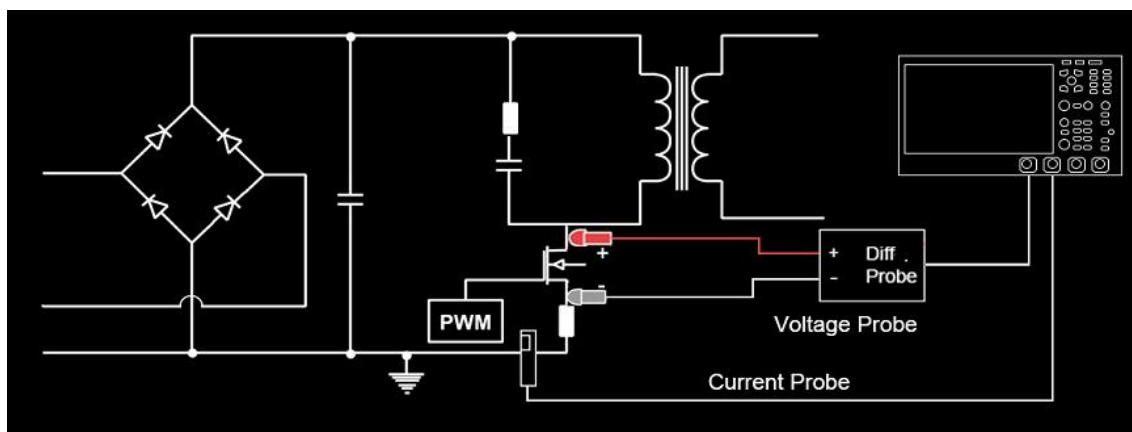 +
-
PWM
+ Diff .
- Probe
Voltage Probe
Current Probe